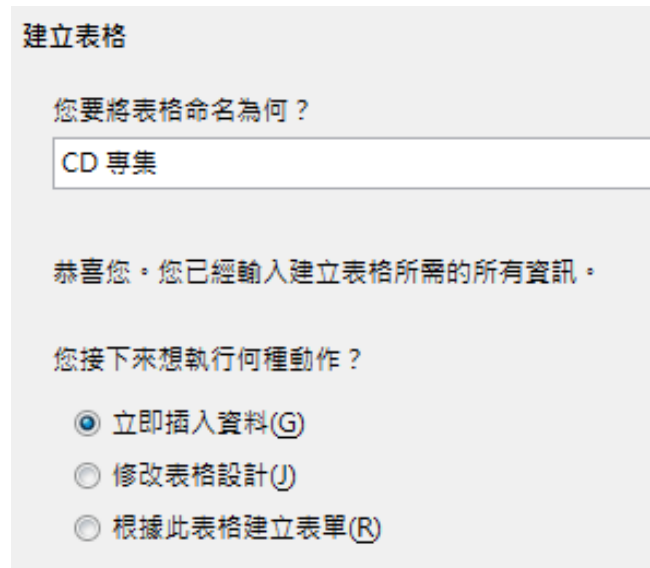 建立表格
您要將表格命名為何？
CD 專集
恭喜您。您已經輸入建立表格所需的所有資訊。
您接下來想執行何種動作？
立即插入資料(G)
修改表格設計(J)
根據此表格建立表單(R)